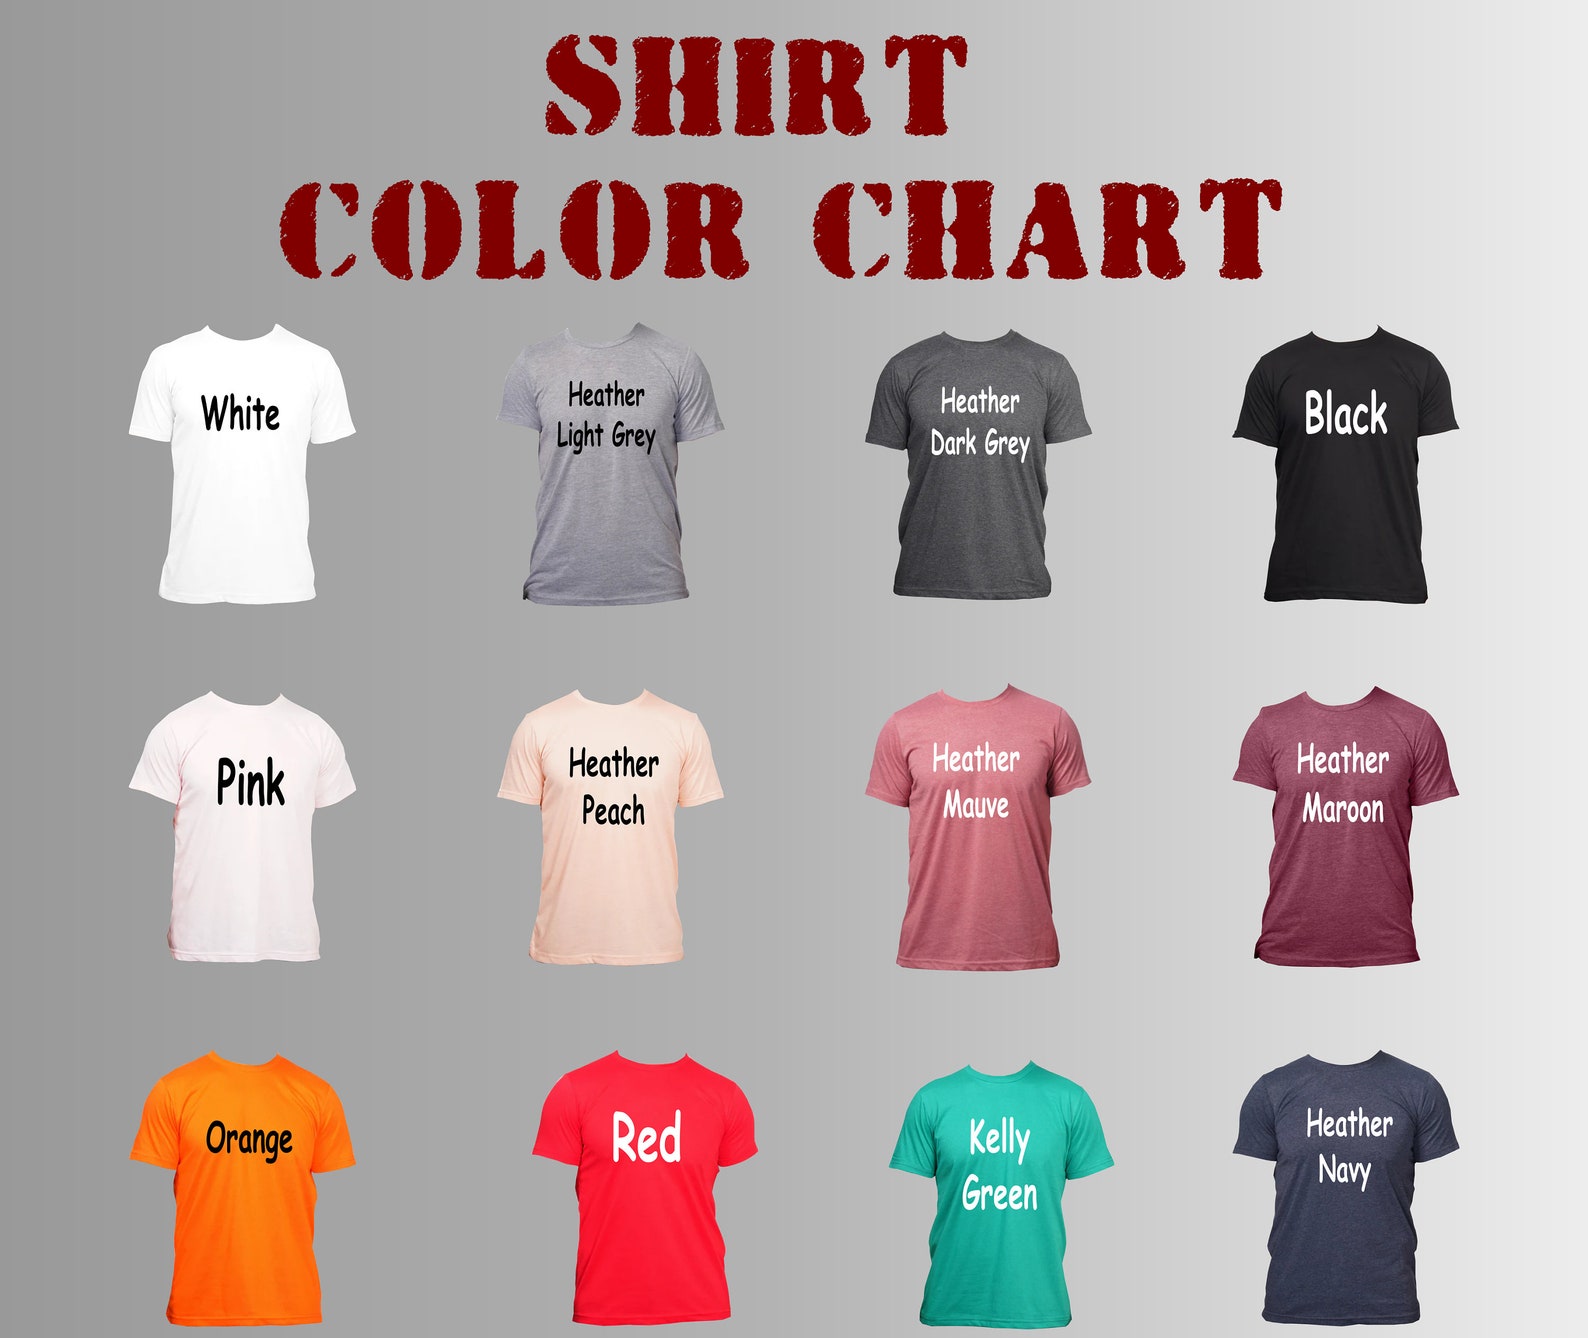 SHIRT
COLOR CHART
White
Heather
Light Grey
Heather
Dark Grey
Black
Pink
Heather
Peach
Heather
Mauve
Heather
Maroon
Orange
Red
Kelly
Green
Heather
Navy